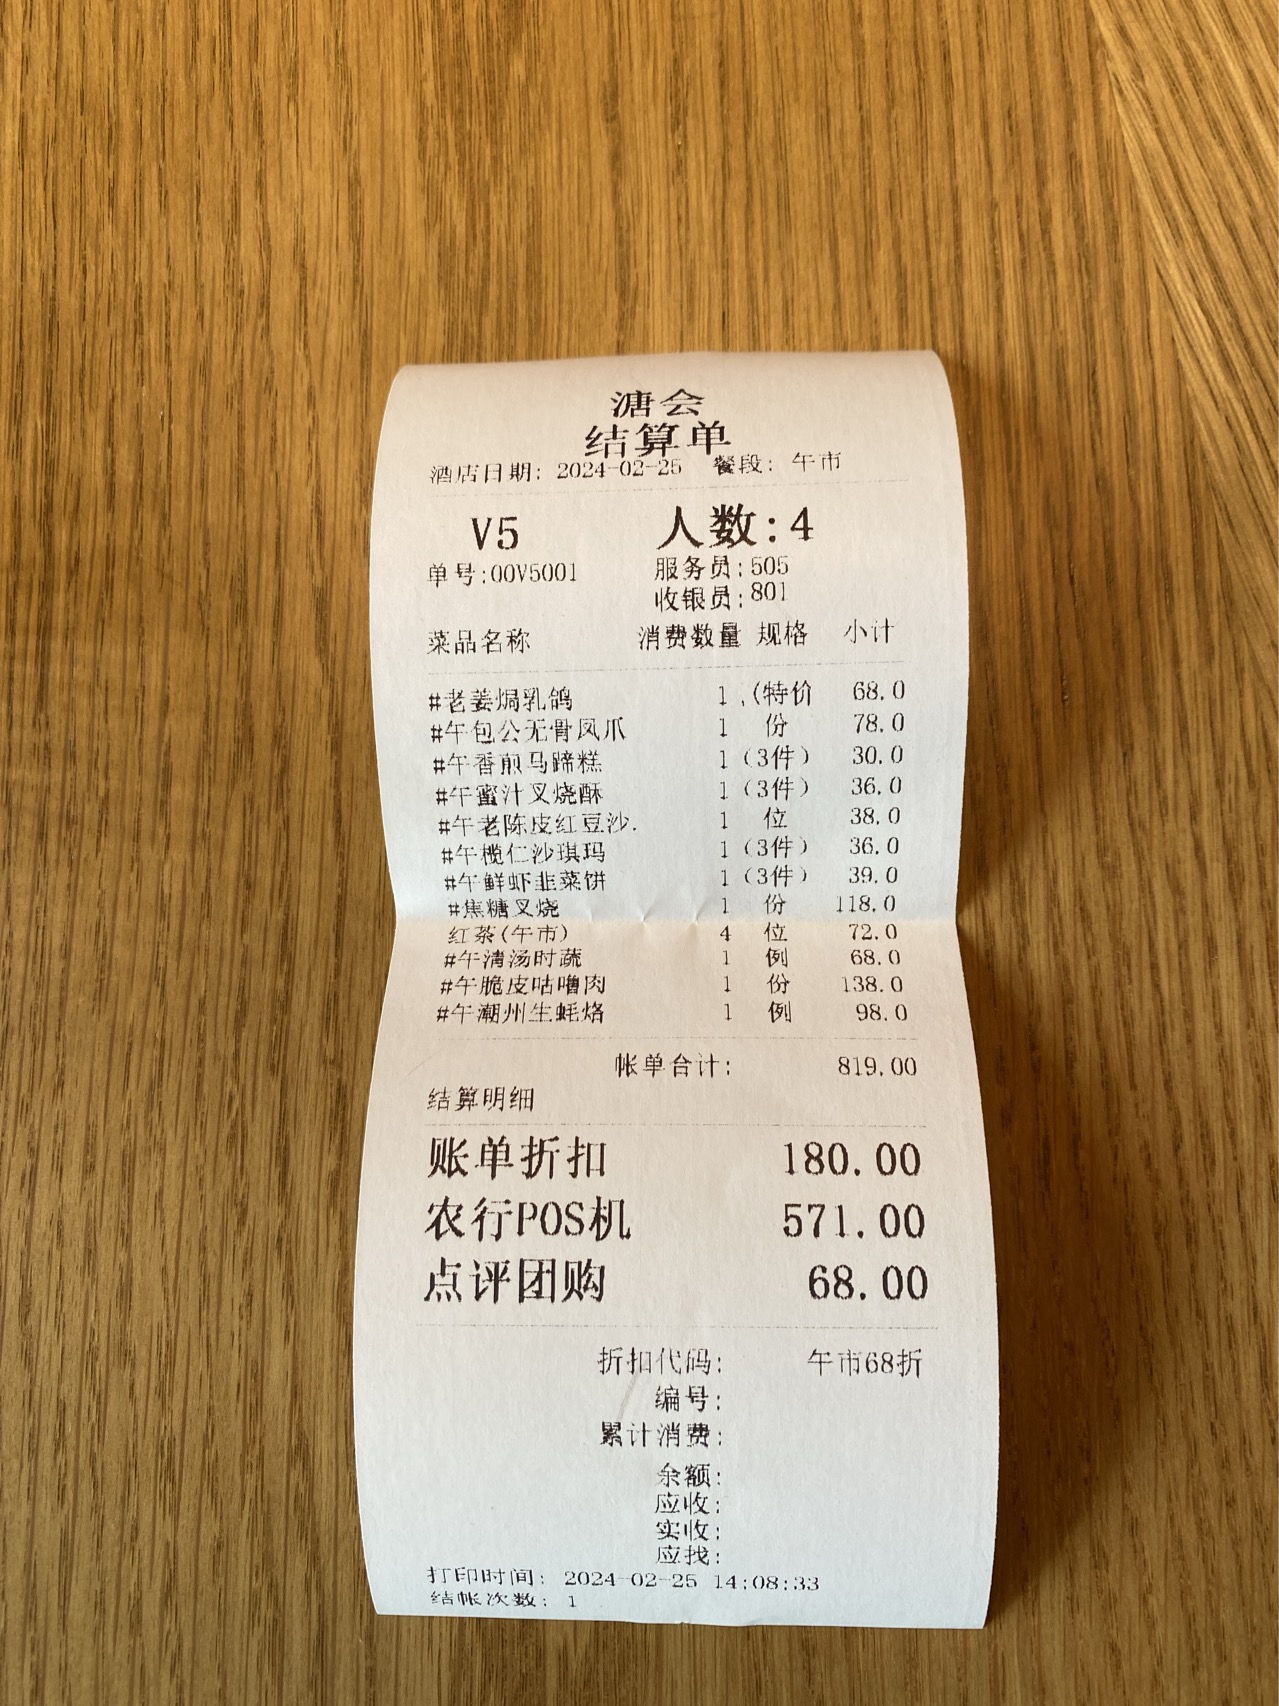 溏会
结算单
酒店日期: 2024-02-25 餐段: 午市
V5 人数:4
单号:00V5001 服务员:505
收银员:801
菜品名称 消费数量 规格 小计
#老姜焗乳鸽 1 (特价 68.0
#午包公无骨凤爪 1 份 78.0
#午香煎马蹄糕 1 (3件) 30.0
#午蜜汁叉烧酥 1 (3件) 36.0
#午老陈皮红豆沙. 1 位 38.0
#午榄仁沙琪玛 1 (3件) 36.0
#午鲜虾韭菜饼 1 (3件) 39.0
#焦糖叉烧 1 份 118.0
红茶(午市) 4 位 72.0
#午清汤时蔬 1 例 68.0
#午脆皮咕噜肉 1 份 138.0
#午潮州生蚝烙 1 例 98.0
帐单合计: 819.00
结算明细
账单折扣 180.00
农行POS机 571.00
点评团购 68.00
折扣代码: 午市68折
编号:
累计消费:
余额:
应收:
实收:
应找:
打印时间: 2024-02-25 14:08:33
结帐次数: 1